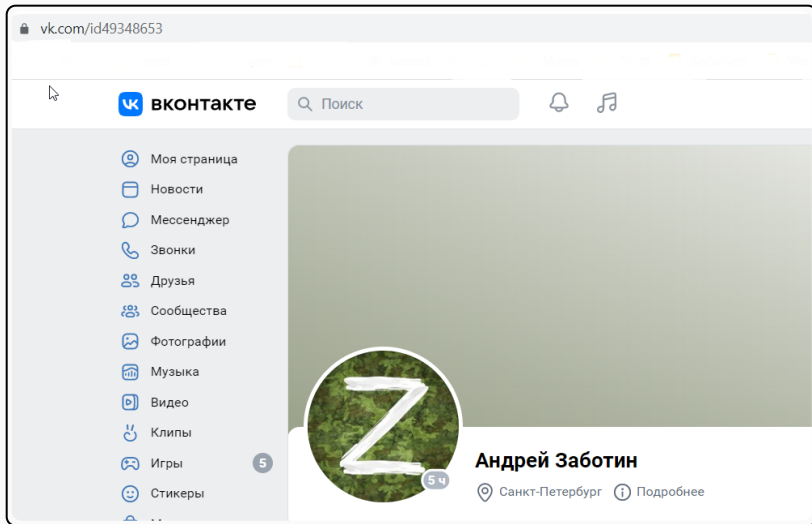 vk.com/id49348653
вконтакте
Поиск
Моя страница
Новости
Мессенджер
Звонки
Друзья
Сообщества
Фотографии
Музыка
Видео
Клипы
Игры 5
Стикеры
Z
5 ч
Андрей Заботин
Санкт-Петербург Подробнее